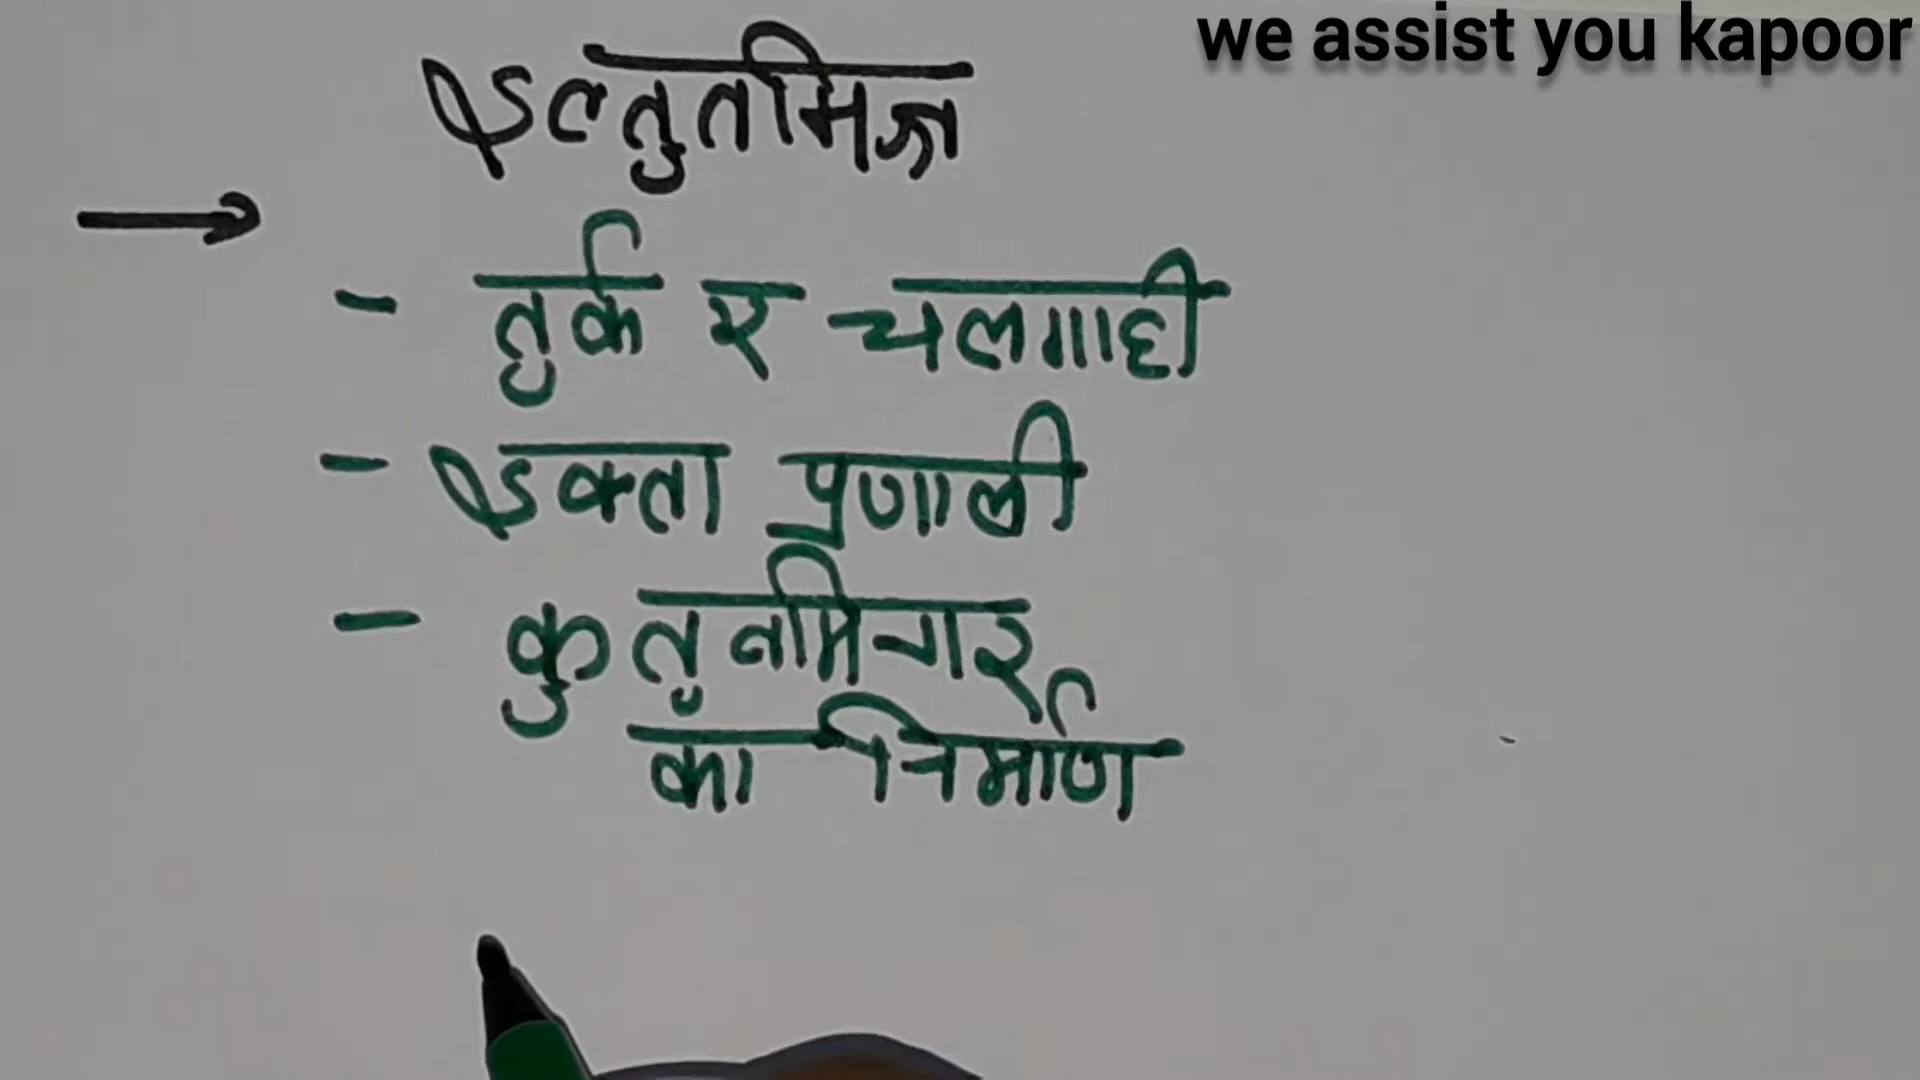 we assist you kapoor
इल्तुतमिश
- तुर्क र चलगाही
- इक्ता प्रणाली
- कुतुबमिनार
का निर्माण